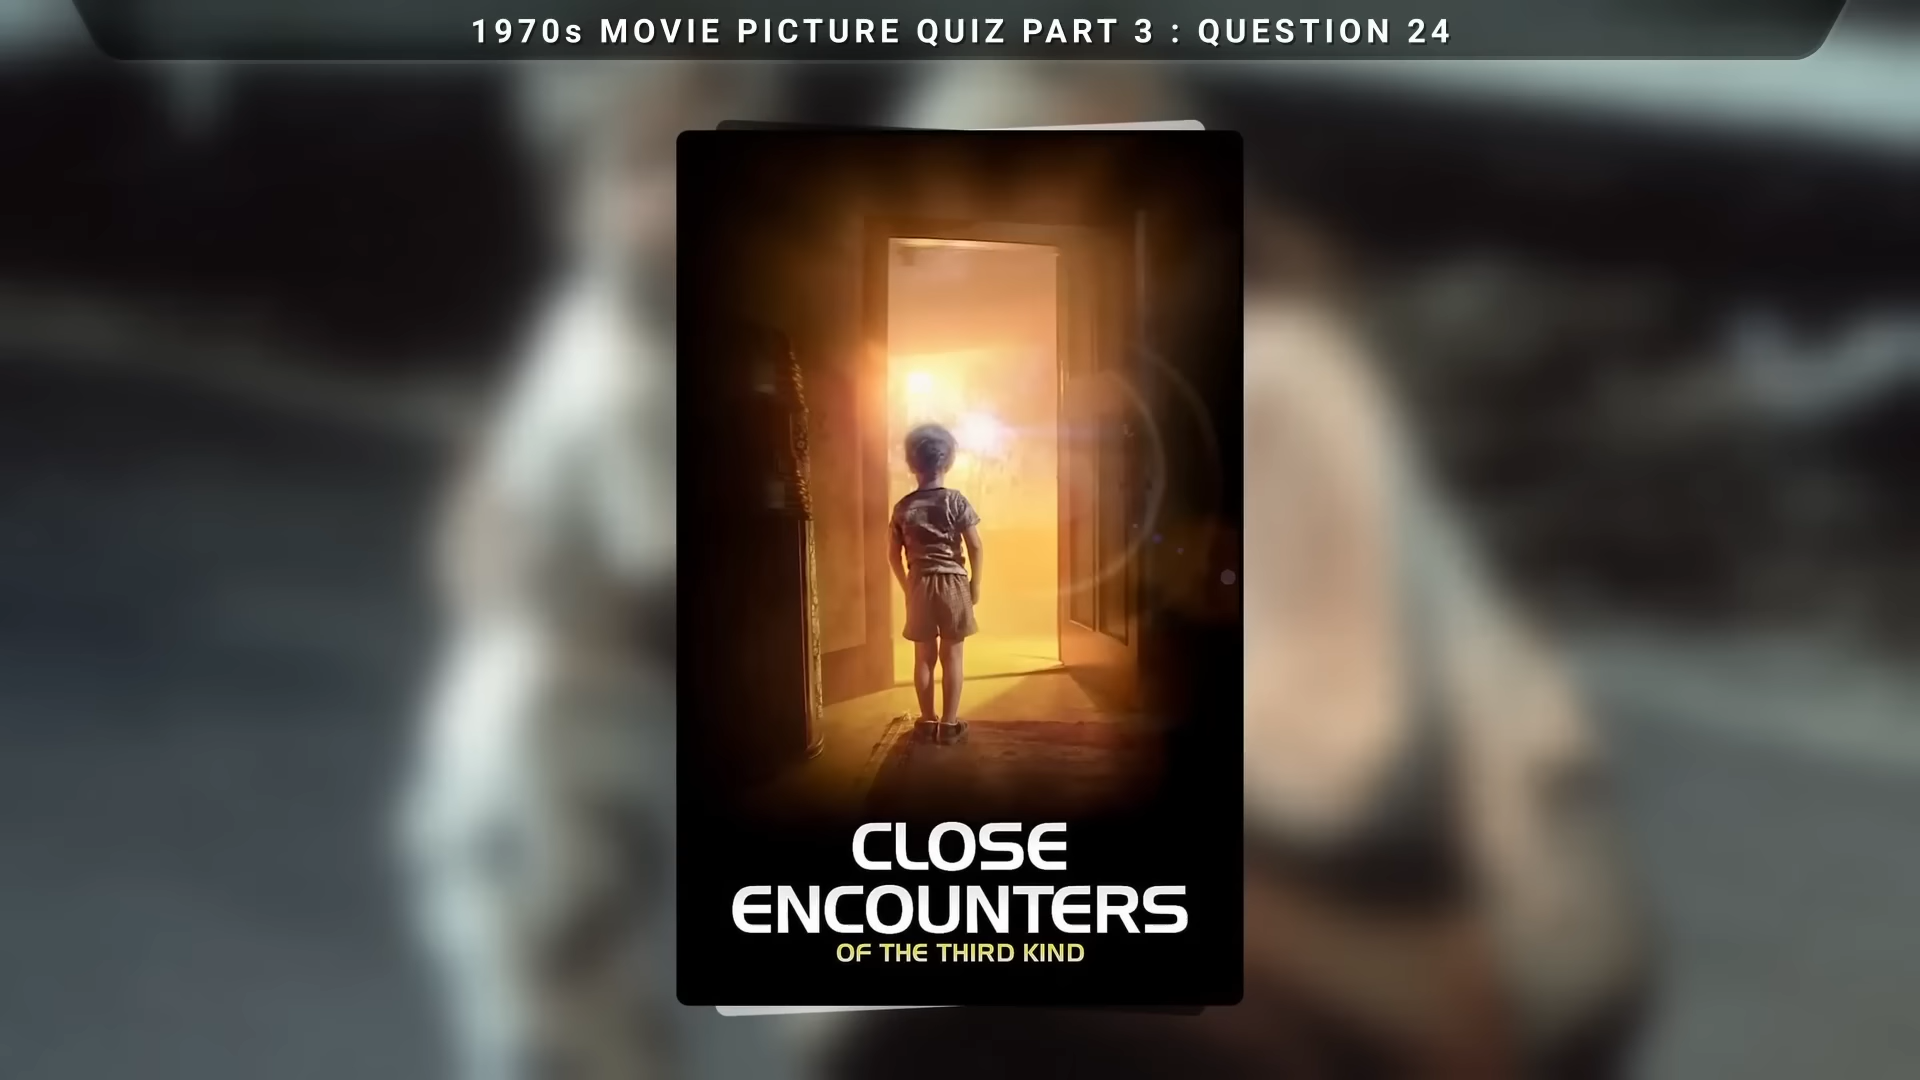 1970s MOVIE PICTURE QUIZ PART 3 : QUESTION 24
CLOSE
ENCOUNTERS
OF THE THIRD KIND